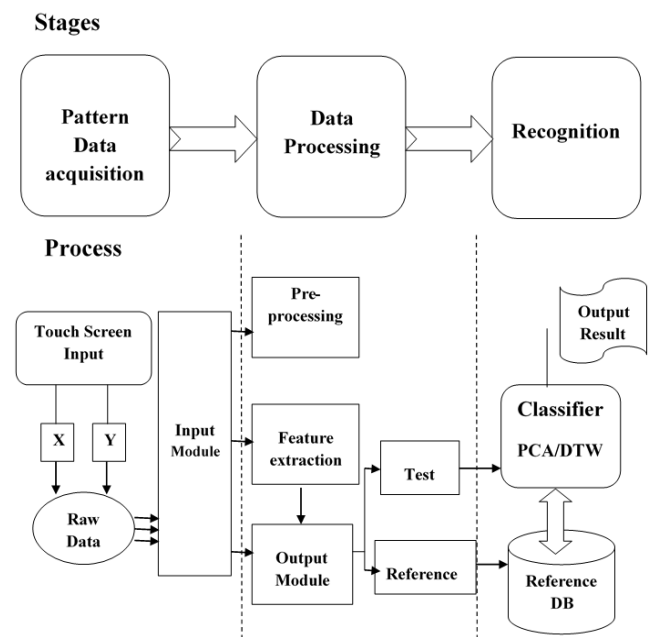 Stages
Pattern
Data
acquisition
Data
Processing
Recognition
Process
Touch Screen
Input
X
Y
Raw
Data
Input
Module
Pre-
processing
Feature
extraction
Output
Module
Test
Reference
Output
Result
Classifier
PCA/DTW
Reference
DB